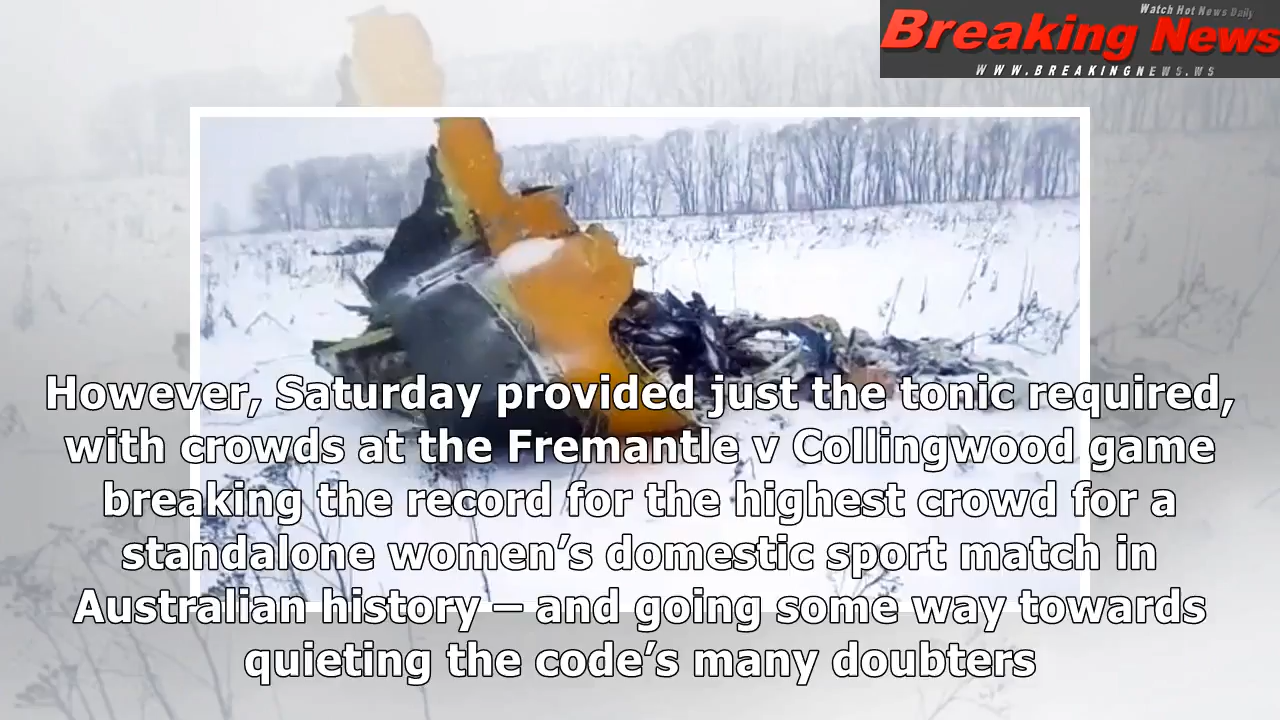 Watch Hot News Daily
Breaking News
WWW.BREAKINGNEWS.WS
However, Saturday provided just the tonic required,
with crowds at the Fremantle v Collingwood game
breaking the record for the highest crowd for a
standalone women’s domestic sport match in
Australian history – and going some way towards
quieting the code’s many doubters